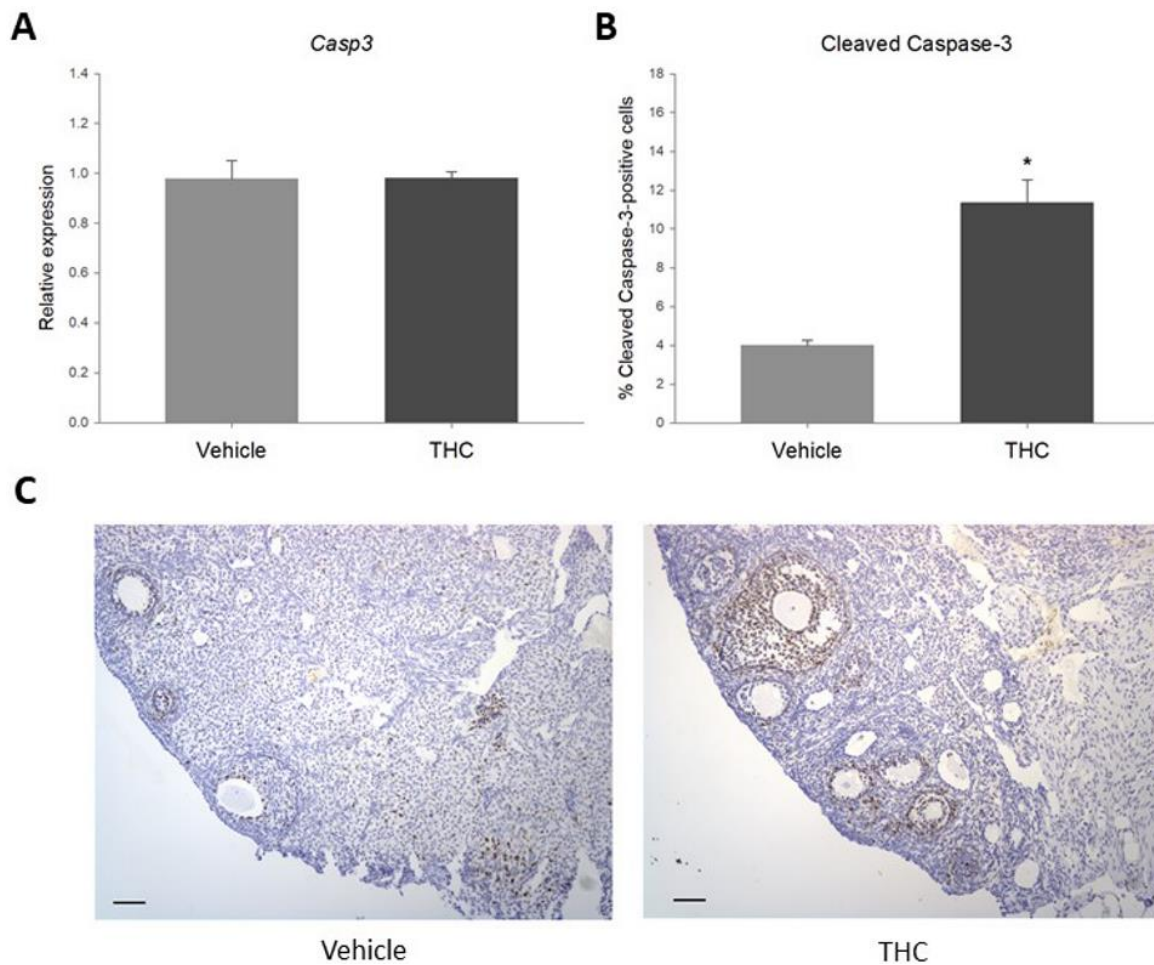 A
Casp3
Relative expression
1.4
1.2
1.0
0.8
0.6
0.4
0.2
0.0
Vehicle THC
B
Cleaved Caspase-3
% Cleaved Caspase-3-positive cells
18
16
14
12
10
8
6
4
2
0
*
Vehicle THC
C
Vehicle THC